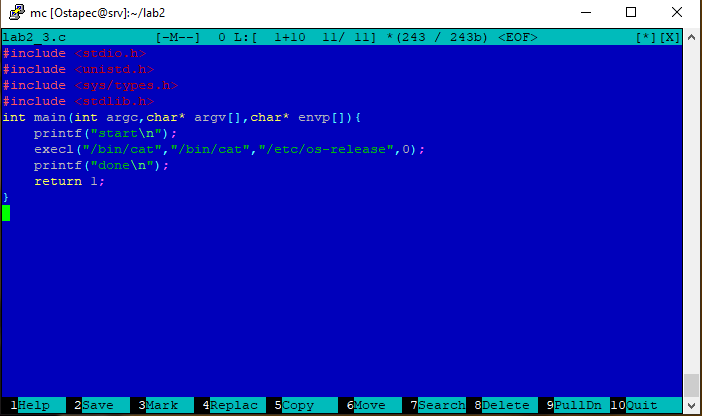 mc [Ostapec@srv]:~/lab2
lab2_3.c [-M--] 0 L:[ 1+10 11/ 11] *(243 / 243b) <EOF> [*][X]
#include <stdio.h>
#include <unistd.h>
#include <sys/types.h>
#include <stdlib.h>
int main(int argc,char* argv[],char* envp[]){
    printf("start\n");
    execl("/bin/cat","/bin/cat","/etc/os-release",0);
    printf("done\n");
    return 1;
}
1Help 2Save 3Mark 4Replac 5Copy 6Move 7Search 8Delete 9PullDn 10Quit